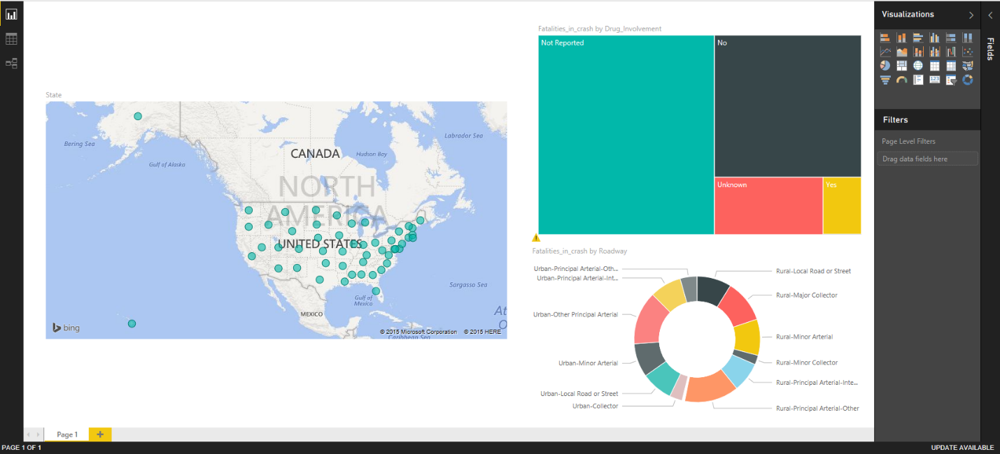 Visualizations
Fields
Filters
Page Level Filters
Drag data fields here
State
Bering Sea
Gulf of Alaska
CANADA
Hudson Bay
Labrador Sea
NORTH
AMERICA
UNITED STATES
Sargasso Sea
Gulf of
Mexico
MEXICO
At
O
bing
© 2015 Microsoft Corporation © 2015 HERE
Caribbean Sea
Fatalities_in_crash by Drug_Involvement
Not Reported
No
Unknown
Yes
Fatalities_in_crash by Roadway
Urban-Principal Arterial-Oth...
Urban-Principal Arterial-Int...
Urban-Other Principal Arterial
Urban-Minor Arterial
Urban-Local Road or Street
Urban-Collector
Rural-Local Road or Street
Rural-Major Collector
Rural-Minor Arterial
Rural-Minor Collector
Rural-Principal Arterial-Inte...
Rural-Principal Arterial-Other
Page 1
PAGE 1 OF 1
UPDATE AVAILABLE